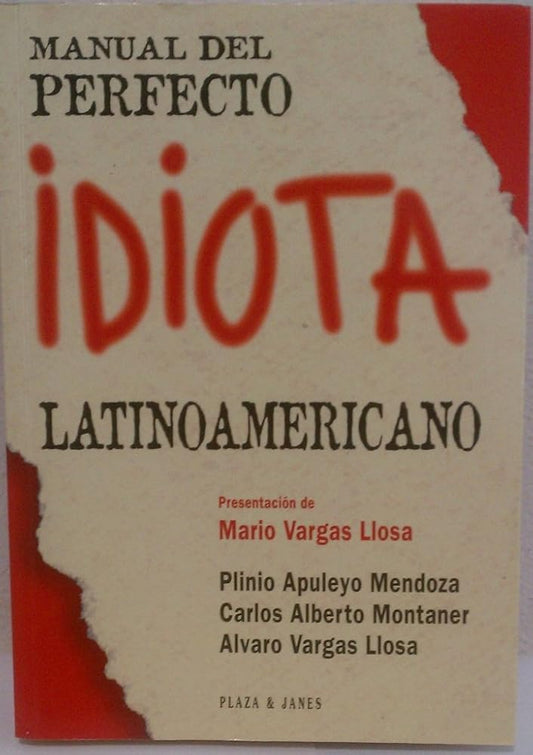 MANUAL DEL
PERFECTO
iDiOTA
LATINOAMERICANO
Presentación de
Mario Vargas Llosa
Plinio Apuleyo Mendoza
Carlos Alberto Montaner
Alvaro Vargas Llosa
PLAZA & JANES